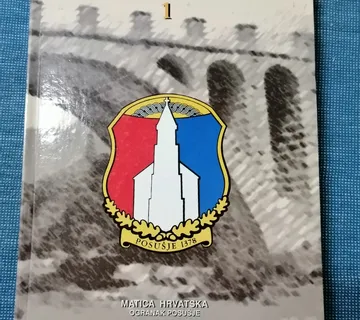 1
POSUŠJE 1378
MATICA HRVATSKA
OGRANAK POSUŠJE